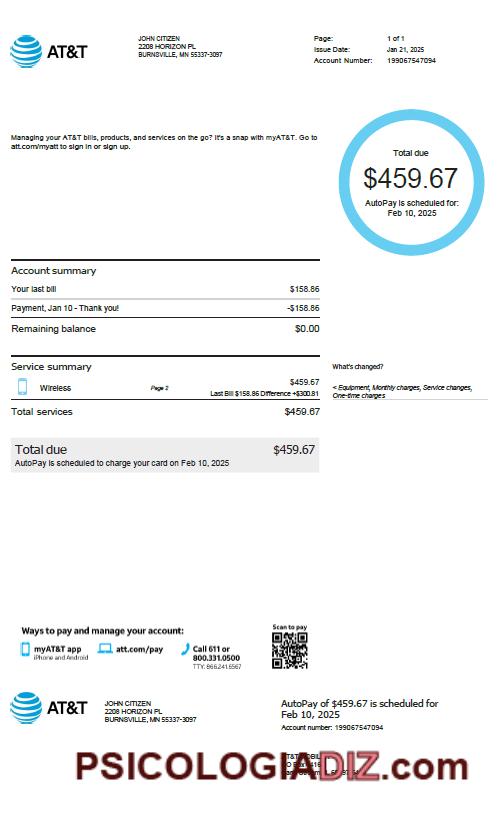 AT&T
JOHN CITIZEN
2208 HORIZON PL
BURNSVILLE, MN 55337-3097
Page: 1 of 1
Issue Date: Jan 21, 2025
Account Number: 199067547094
Managing your AT&T bills, products, and services on the go? It's a snap with myAT&T. Go to
att.com/myatt to sign in or sign up.
Total due
$459.67
AutoPay is scheduled for:
Feb 10, 2025
Account summary
Your last bill $158.86
Payment, Jan 10 - Thank you! -$158.86
Remaining balance $0.00
Service summary
Wireless Page 2 $459.67
Last Bill $158.86 Difference +$300.81
Total services $459.67
What's changed?
< Equipment, Monthly charges, Service changes,
One-time charges
Total due $459.67
AutoPay is scheduled to charge your card on Feb 10, 2025
Ways to pay and manage your account:
myAT&T app
iPhone and Android
att.com/pay
Call 611 or
800.331.0500
TTY: 866.241.6567
Scan to pay
AT&T
JOHN CITIZEN
2208 HORIZON PL
BURNSVILLE, MN 55337-3097
AutoPay of $459.67 is scheduled for
Feb 10, 2025
Account number: 199067547094
PSICOLOGIADIZ.com